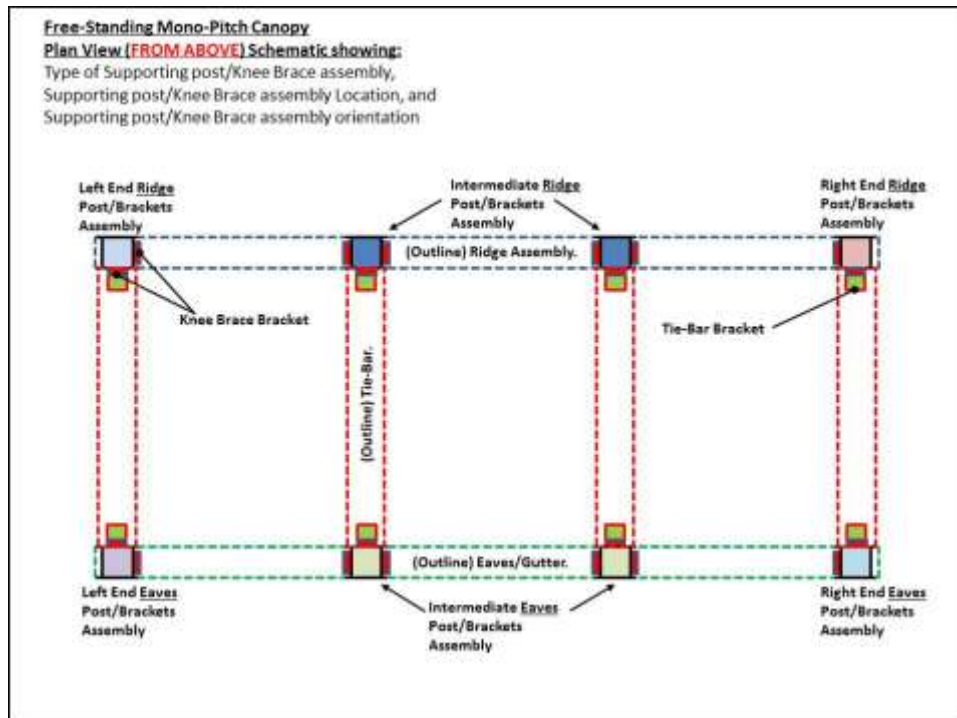 Free-Standing Mono-Pitch Canopy
Plan View (FROM ABOVE) Schematic showing:
Type of Supporting post/Knee Brace assembly,
Supporting post/Knee Brace assembly Location, and
Supporting post/Knee Brace assembly orientation
Left End Ridge
Post/Brackets
Assembly
Intermediate Ridge
Post/Brackets
Assembly
Right End Ridge
Post/Brackets
Assembly
(Outline) Ridge Assembly.
Knee Brace Bracket
Tie-Bar Bracket
(Outline) Tie-Bar.
(Outline) Eaves/Gutter.
Left End Eaves
Post/Brackets
Assembly
Intermediate Eaves
Post/Brackets
Assembly
Right End Eaves
Post/Brackets
Assembly